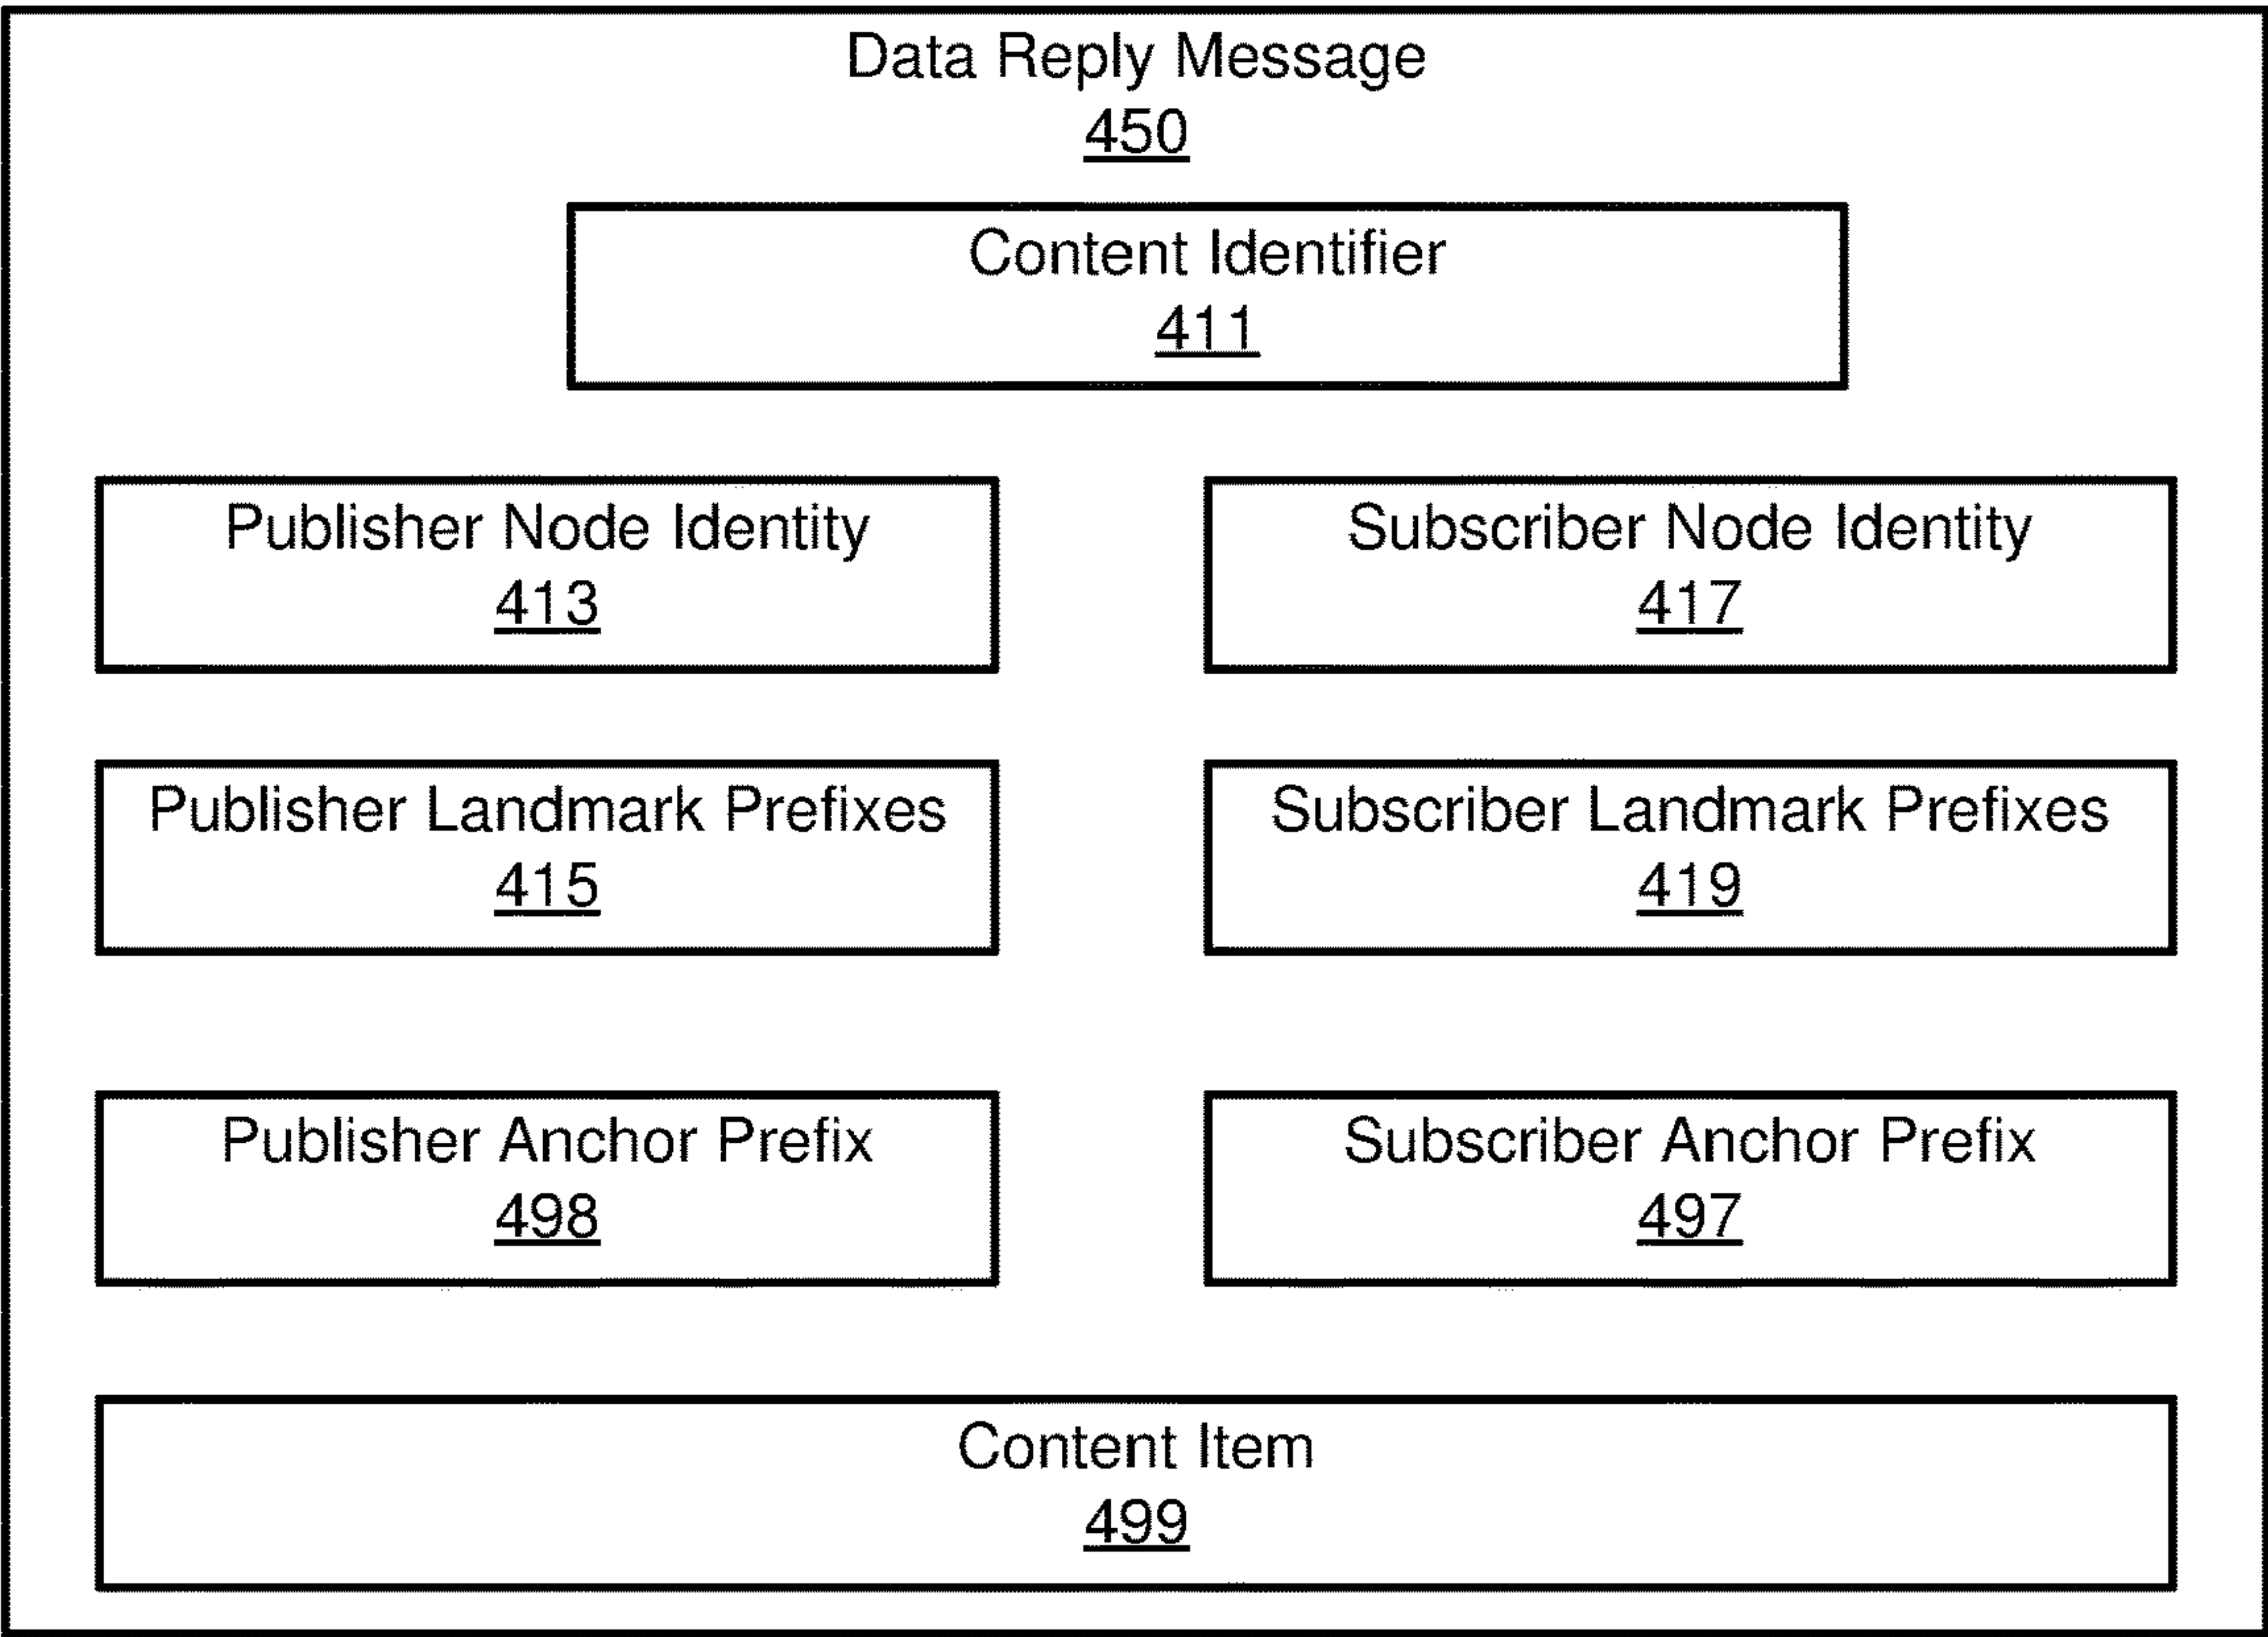 Data Reply Message
450
Content Identifier
411
Publisher Node Identity
413
Subscriber Node Identity
417
Publisher Landmark Prefixes
415
Subscriber Landmark Prefixes
419
Publisher Anchor Prefix
498
Subscriber Anchor Prefix
497
Content Item
499